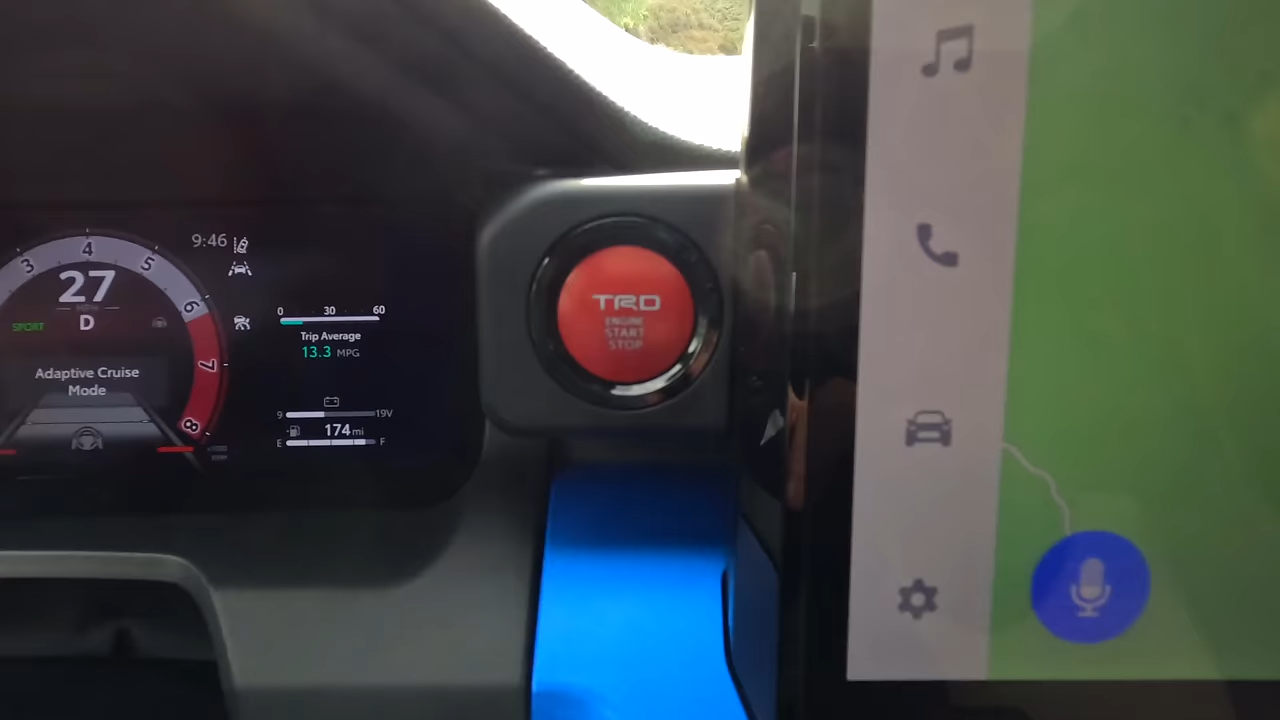 3
4
5
6
7
8
27
MPH
D
SPORT
Adaptive Cruise
Mode
9:46
0 30 60
Trip Average
13.3 MPG
9 19V
174 mi
E F
TRD
ENGINE
START
STOP